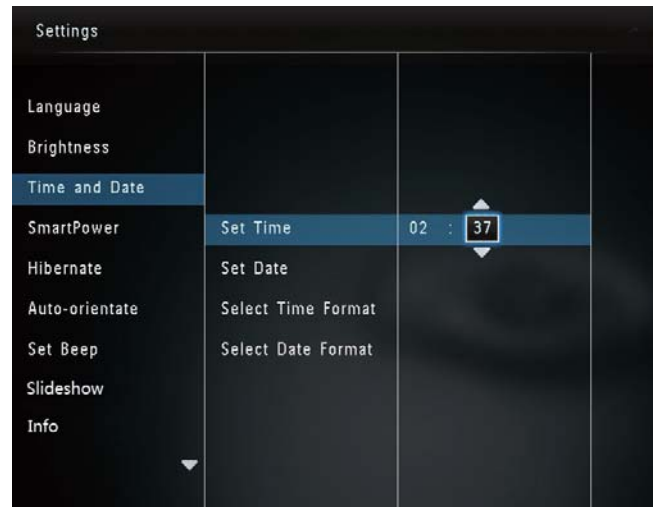 Settings
Language
Brightness
Time and Date
SmartPower
Hibernate
Auto-orientate
Set Beep
Slideshow
Info
Set Time
Set Date
Select Time Format
Select Date Format
02 : 37